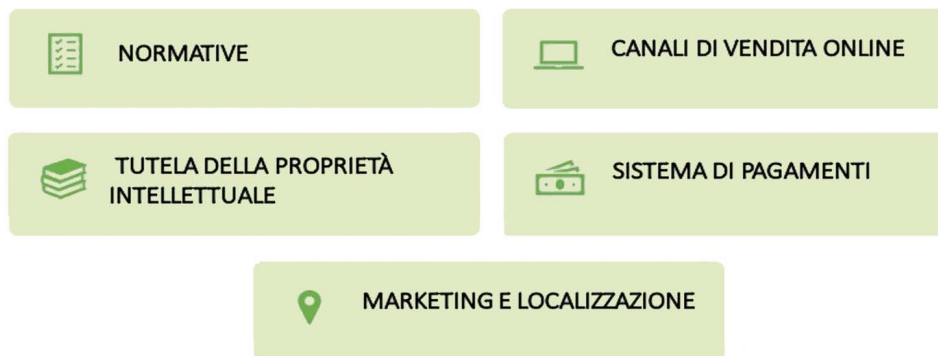 NORMATIVE
CANALI DI VENDITA ONLINE
TUTELA DELLA PROPRIETÀ
INTELLETTUALE
SISTEMA DI PAGAMENTI
MARKETING E LOCALIZZAZIONE